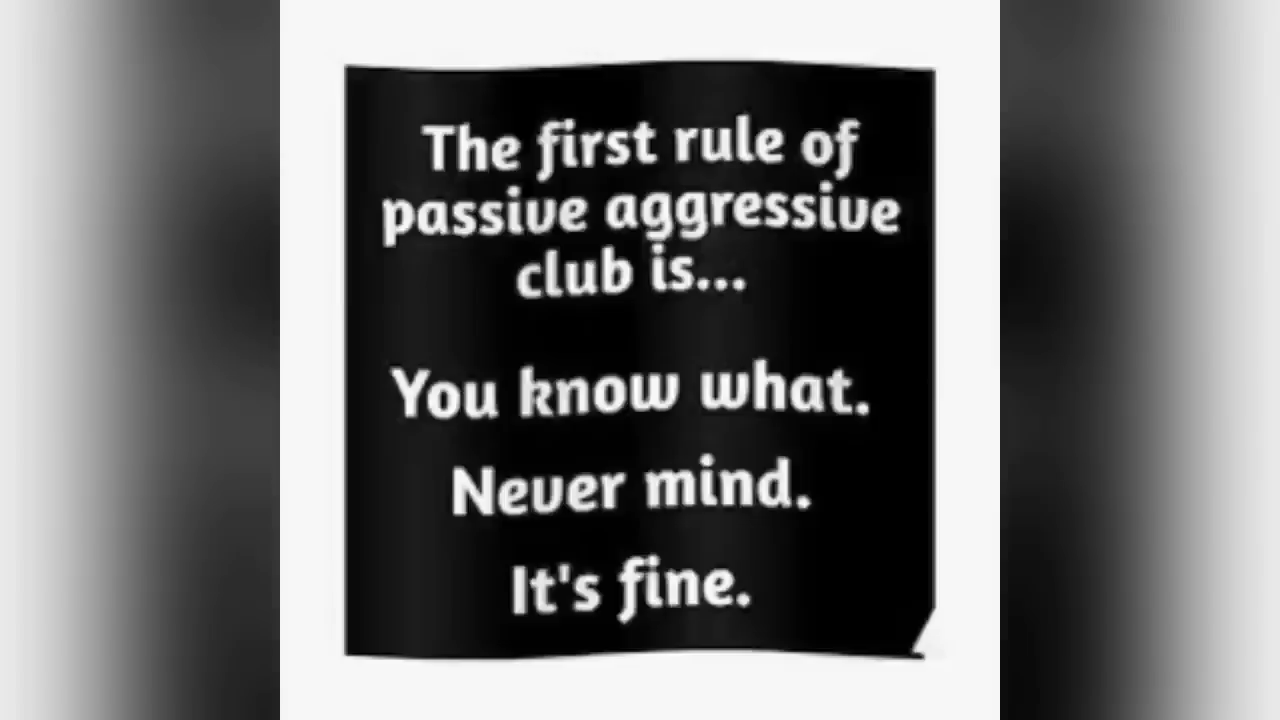 The first rule of
passive aggressive
club is...
You know what.
Never mind.
It's fine.